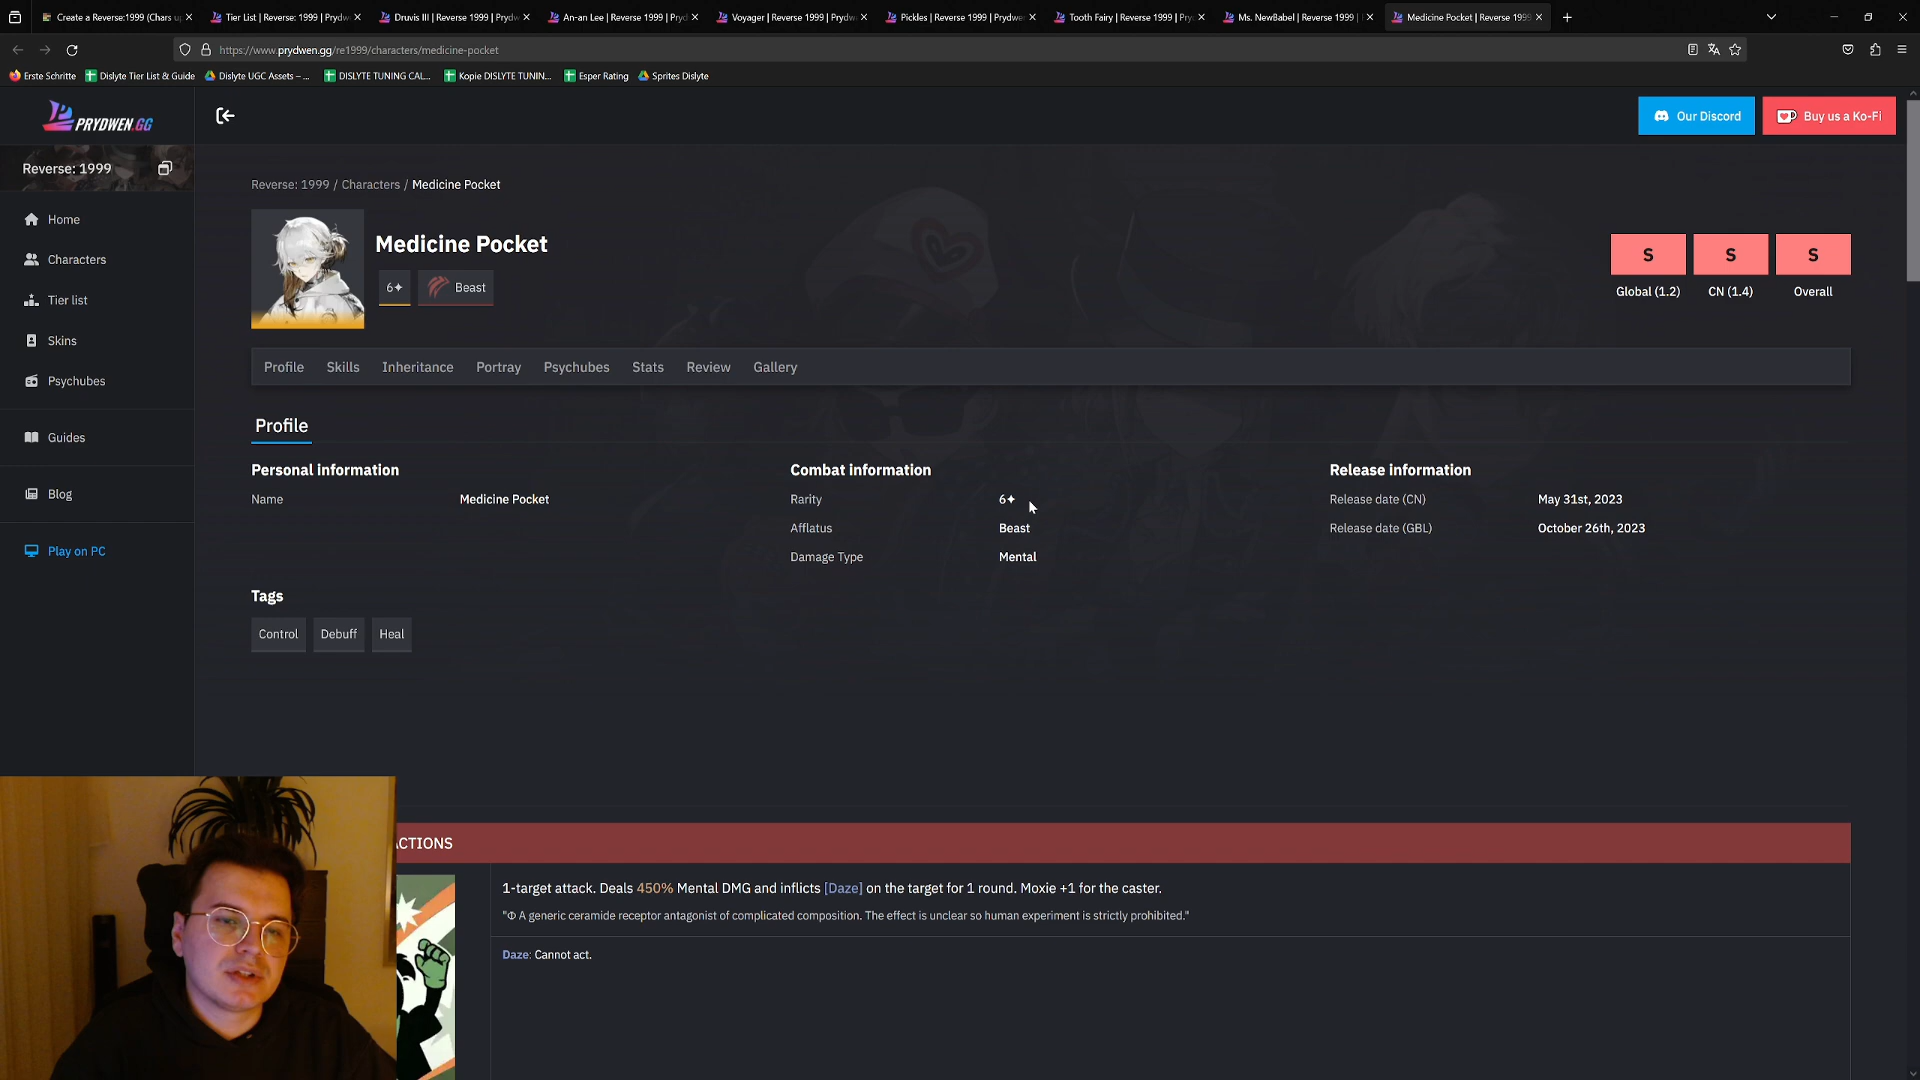 Create a Reverse:1999 (Chars u
Tier List | Reverse: 1999 | Prydw
Druvis III | Reverse 1999 | Prydw
An-an Lee | Reverse 1999 | Pryd
Voyager | Reverse 1999 | Prydw
Pickles | Reverse 1999 | Prydwe
Tooth Fairy | Reverse 1999 | Pry
Ms. NewBabel | Reverse 1999 |
Medicine Pocket | Reverse 1999
https://www.prydwen.gg/re1999/characters/medicine-pocket
Erste Schritte
Dislyte Tier List & Guide
Dislyte UGC Assets – ...
DISLYTE TUNING CAL...
Kopie DISLYTE TUNIN...
Esper Rating
Sprites Dislyte
PRYDWEN.GG
Our Discord
Buy us a Ko-Fi
Reverse: 1999
Home
Characters
Tier list
Skins
Psychubes
Guides
Blog
Play on PC
Reverse: 1999 / Characters / Medicine Pocket
Medicine Pocket
6✦
Beast
S
S
S
Global (1.2)
CN (1.4)
Overall
Profile
Skills
Inheritance
Portray
Psychubes
Stats
Review
Gallery
Profile
Personal information
Name
Medicine Pocket
Combat information
Rarity
6✦
Afflatus
Beast
Damage Type
Mental
Release information
Release date (CN)
May 31st, 2023
Release date (GBL)
October 26th, 2023
Tags
Control
Debuff
Heal
ACTIONS
1-target attack. Deals 450% Mental DMG and inflicts [Daze] on the target for 1 round. Moxie +1 for the caster.
"Φ A generic ceramide receptor antagonist of complicated composition. The effect is unclear so human experiment is strictly prohibited."
Daze: Cannot act.